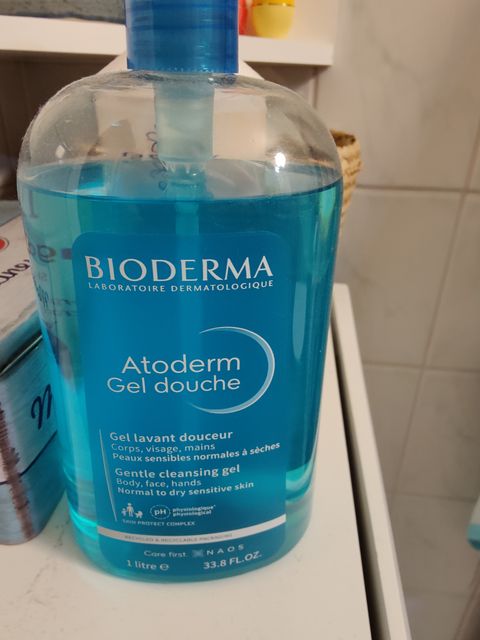 BIODERMA
LABORATOIRE DERMATOLOGIQUE
Atoderm
Gel douche
Gel lavant douceur
Corps, visage, mains
Peaux sensibles normales à sèches
Gentle cleansing gel
Body, face, hands
Normal to dry sensitive skin
pH physiologique
physiological
SKIN PROTECT COMPLEX
RECYCLED & RECYCLABLE PACKAGING
Care first. NAOS
1 litre e 33.8 FL.OZ.